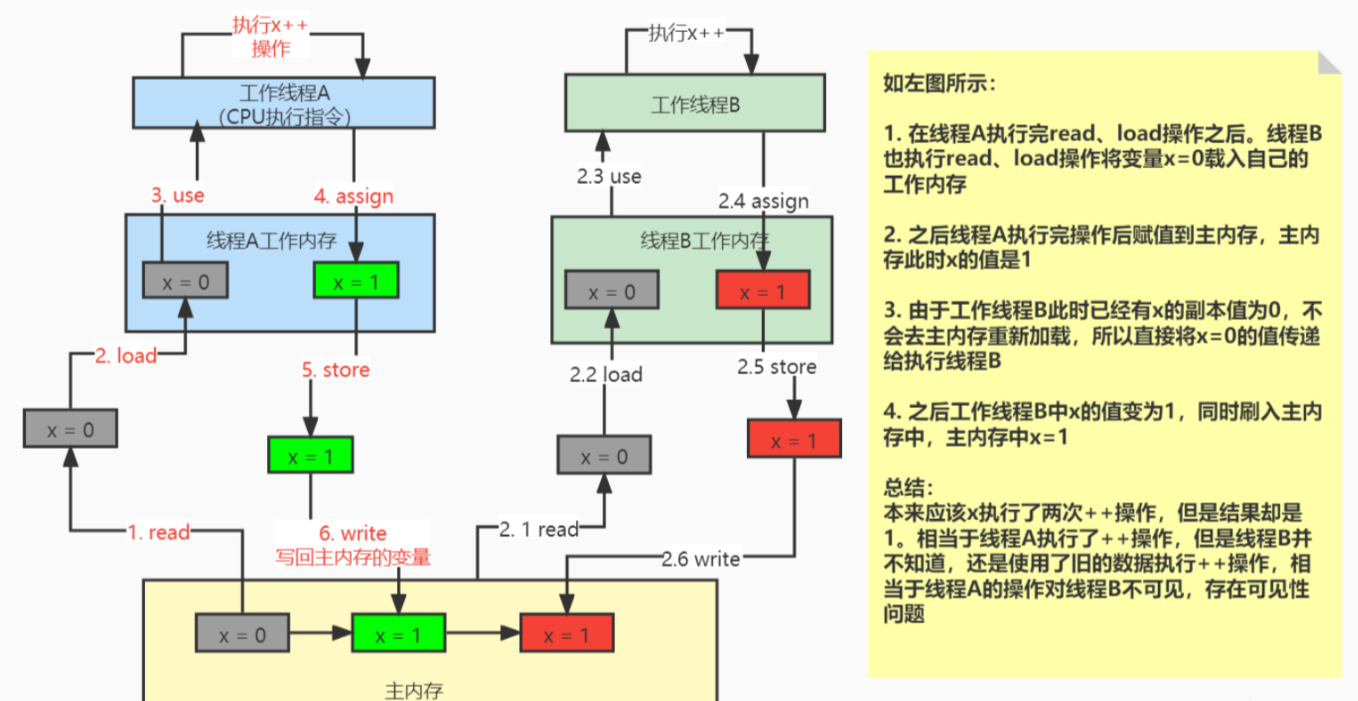 执行x++
操作
工作线程A
（CPU执行指令）
3. use
4. assign
线程A工作内存
x = 0
x = 1
2. load
5. store
x = 0
x = 1
1. read
6. write
写回主内存的变量
执行x++
工作线程B
2.3 use
2.4 assign
线程B工作内存
x = 0
x = 1
2.2 load
2.5 store
x = 0
x = 1
2. 1 read
2.6 write
x = 0
x = 1
x = 1
主内存
如左图所示：
1. 在线程A执行完read、load操作之后。线程B
也执行read、load操作将变量x=0载入自己的
工作内存
2. 之后线程A执行完操作后赋值到主内存，主内
存此时x的值是1
3. 由于工作线程B此时已经有x的副本值为0，不
会去主内存重新加载，所以直接将x=0的值传递
给执行线程B
4. 之后工作线程B中x的值变为1，同时刷入主内
存中，主内存中x=1
总结：
本来应该x执行了两次++操作，但是结果却是
1。相当于线程A执行了++操作，但是线程B并
不知道，还是使用了旧的数据执行++操作，相
当于线程A的操作对线程B不可见，存在可见性
问题